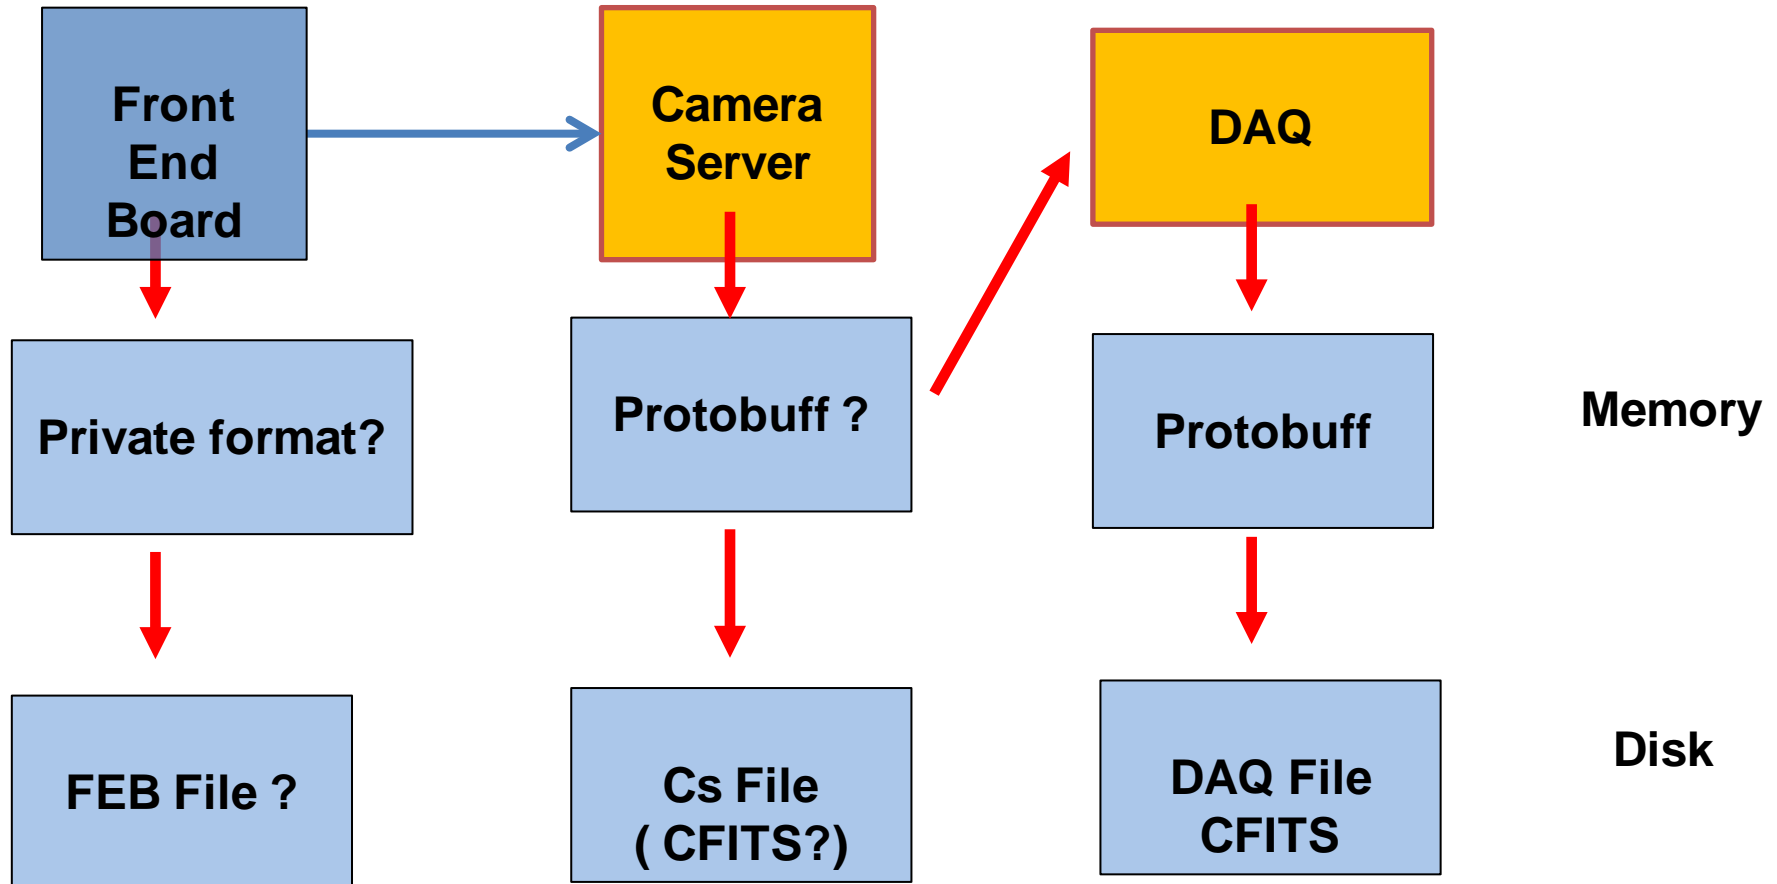 Front
End
Board
Camera
Server
DAQ
Private format?
Protobuff ?
Protobuff
Memory
FEB File ?
Cs File
( CFITS?)
DAQ File
CFITS
Disk